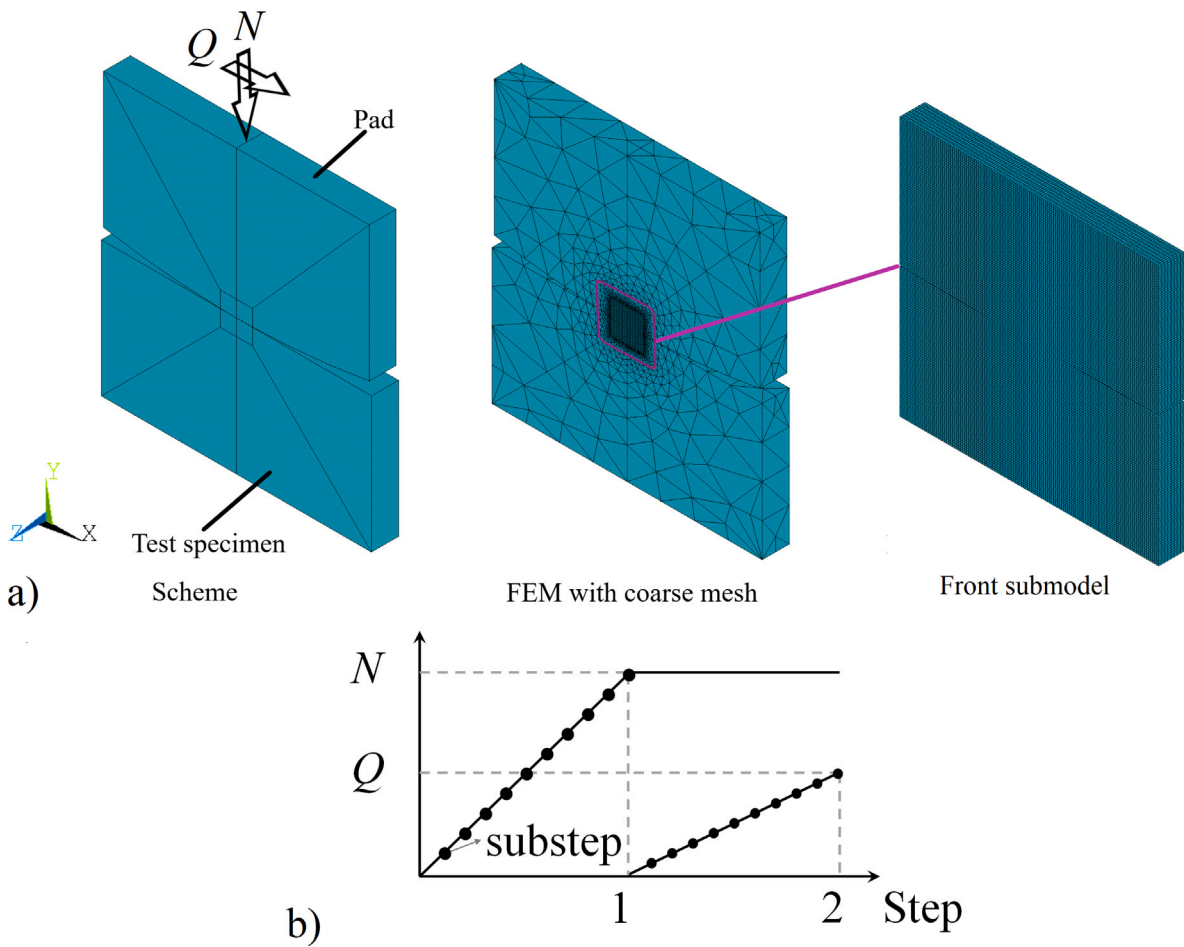 N
Q
Pad
Y
Z
X
Test specimen
a)
Scheme
FEM with coarse mesh
Front submodel
N
Q
substep
1
2
Step
b)